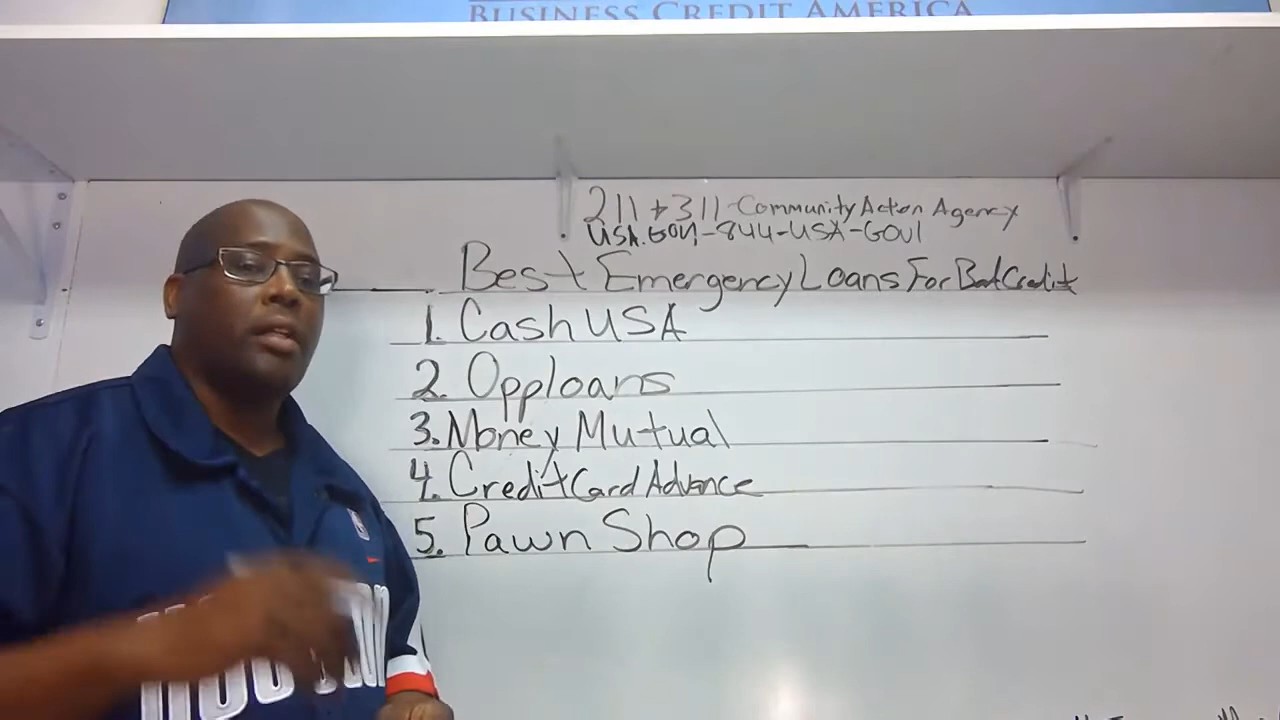 BUSINESS CREDIT AMERICA
211 + 311-Community Action Agency
USA.GOV-844-USA-GOV1
Best Emergency Loans For Bad Credit
1. Cash USA
2. Opploans
3. Money Mutual
4. Credit Card Advance
5. Pawn Shop